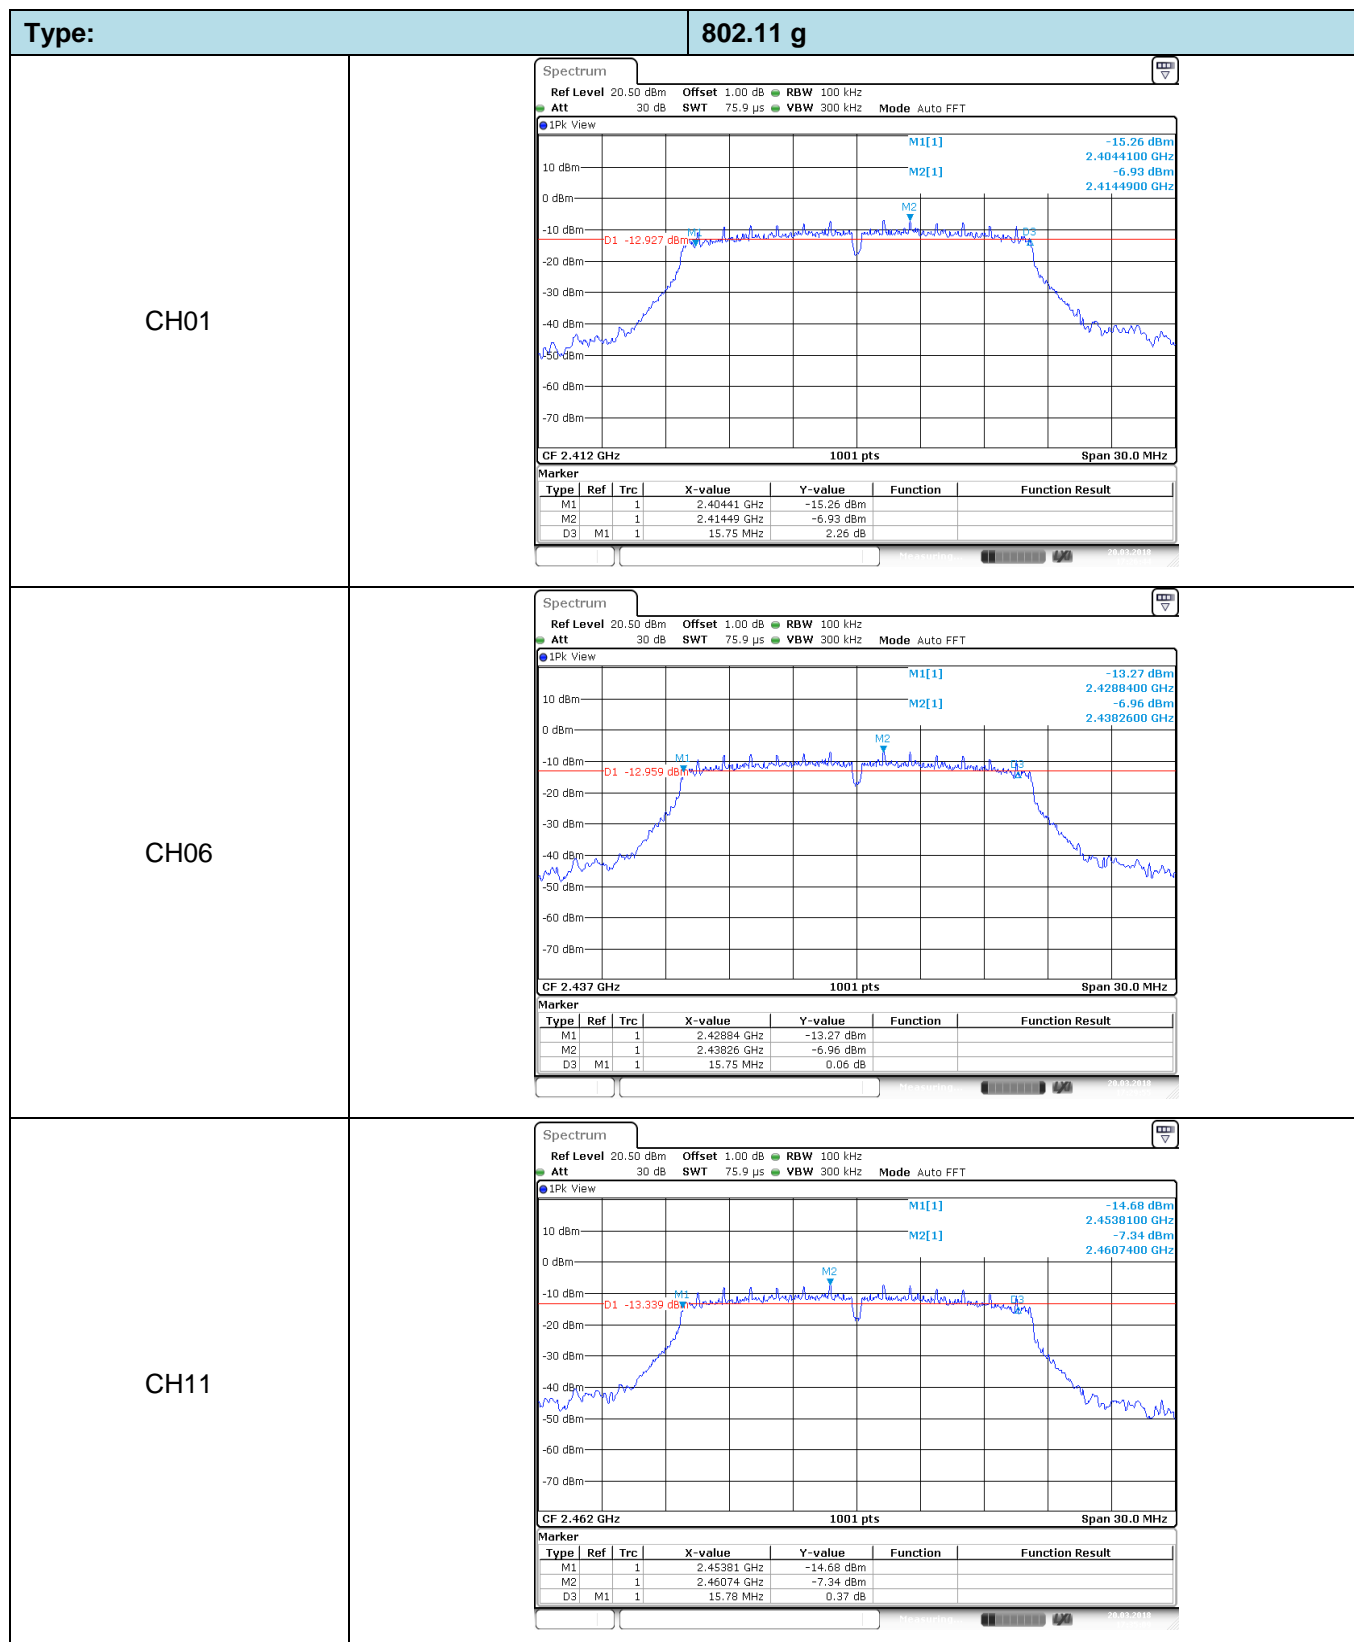 Type: 802.11 g
CH01
Spectrum
Ref Level 20.50 dBm Offset 1.00 dB RBW 100 kHz
Att 30 dB SWT 75.9 µs VBW 300 kHz Mode Auto FFT
1Pk View
M1[1] -15.26 dBm
2.4044100 GHz
10 dBm
M2[1] -6.93 dBm
2.4144900 GHz
0 dBm
M2
-10 dBm
D1 -12.927 dBm
M1
D3
-20 dBm
-30 dBm
-40 dBm
-50 dBm
-60 dBm
-70 dBm
CF 2.412 GHz 1001 pts Span 30.0 MHz
Marker
Type Ref Trc X-value Y-value Function Function Result
M1 1 2.40441 GHz -15.26 dBm
M2 1 2.41449 GHz -6.93 dBm
D3 M1 1 15.75 MHz 2.26 dB
Measuring... 20.03.2018
CH06
Spectrum
Ref Level 20.50 dBm Offset 1.00 dB RBW 100 kHz
Att 30 dB SWT 75.9 µs VBW 300 kHz Mode Auto FFT
1Pk View
M1[1] -13.27 dBm
2.4288400 GHz
10 dBm
M2[1] -6.96 dBm
2.4382600 GHz
0 dBm
M2
-10 dBm
M1
D1 -12.959 dBm
D3
-20 dBm
-30 dBm
-40 dBm
-50 dBm
-60 dBm
-70 dBm
CF 2.437 GHz 1001 pts Span 30.0 MHz
Marker
Type Ref Trc X-value Y-value Function Function Result
M1 1 2.42884 GHz -13.27 dBm
M2 1 2.43826 GHz -6.96 dBm
D3 M1 1 15.75 MHz 0.06 dB
Measuring... 20.03.2018
CH11
Spectrum
Ref Level 20.50 dBm Offset 1.00 dB RBW 100 kHz
Att 30 dB SWT 75.9 µs VBW 300 kHz Mode Auto FFT
1Pk View
M1[1] -14.68 dBm
2.4538100 GHz
10 dBm
M2[1] -7.34 dBm
2.4607400 GHz
0 dBm
M2
-10 dBm
M1
D1 -13.339 dBm
D3
-20 dBm
-30 dBm
-40 dBm
-50 dBm
-60 dBm
-70 dBm
CF 2.462 GHz 1001 pts Span 30.0 MHz
Marker
Type Ref Trc X-value Y-value Function Function Result
M1 1 2.45381 GHz -14.68 dBm
M2 1 2.46074 GHz -7.34 dBm
D3 M1 1 15.78 MHz 0.37 dB
Measuring... 20.03.2018